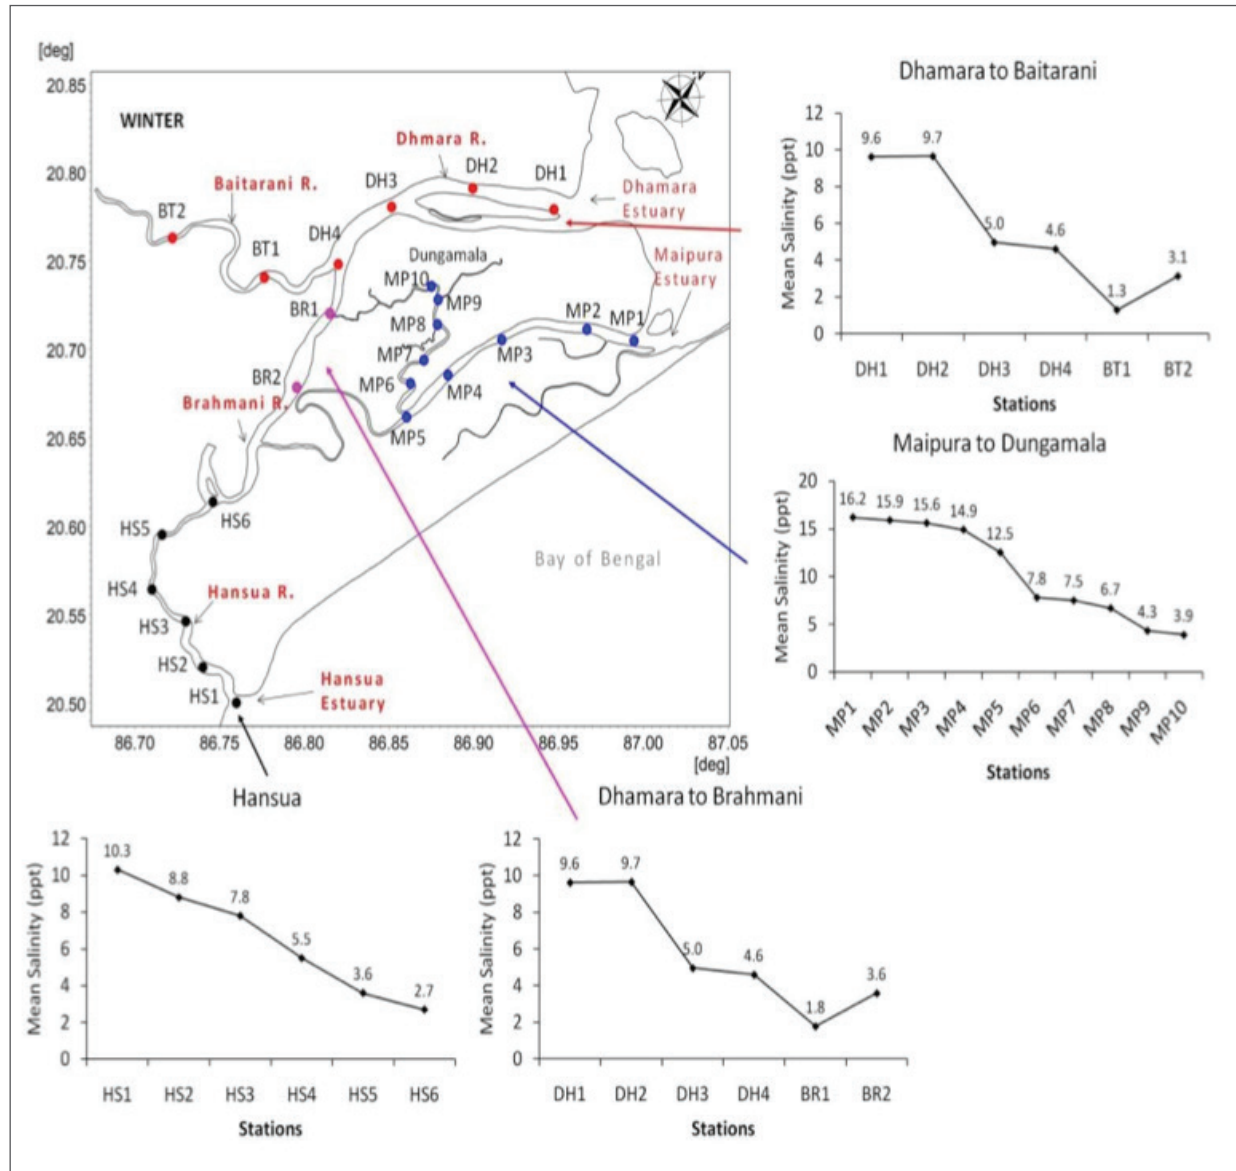 [deg]
20.85
20.80
20.75
20.70
20.65
20.60
20.55
20.50
86.70 86.75 86.80 86.85 86.90 86.95 87.00 87.05
[deg]
WINTER
Dhmara R.
DH3 DH2 DH1
Baitarani R.
Dhamara
Estuary
BT2
DH4
BT1
Maipura
Estuary
Dungamala
MP10
MP9
BR1
MP8
MP2 MP1
MP7
MP3
BR2
MP6
MP4
Brahmani R.
MP5
HS6
HS5
Bay of Bengal
HS4
Hansua R.
HS3
HS2
HS1
Hansua
Estuary
Dhamara to Baitarani
Mean Salinity (ppt)
12
10
8
6
4
2
0
9.6 9.7 5.0 4.6 1.3 3.1
DH1 DH2 DH3 DH4 BT1 BT2
Stations
Maipura to Dungamala
Mean Salinity (ppt)
20
15
10
5
0
16.2 15.9 15.6 14.9 12.5 7.8 7.5 6.7 4.3 3.9
MP1 MP2 MP3 MP4 MP5 MP6 MP7 MP8 MP9 MP10
Stations
Hansua
Mean Salinity (ppt)
12
10
8
6
4
2
0
10.3 8.8 7.8 5.5 3.6 2.7
HS1 HS2 HS3 HS4 HS5 HS6
Stations
Dhamara to Brahmani
Mean Salinity (ppt)
12
10
8
6
4
2
0
9.6 9.7 5.0 4.6 1.8 3.6
DH1 DH2 DH3 DH4 BR1 BR2
Stations